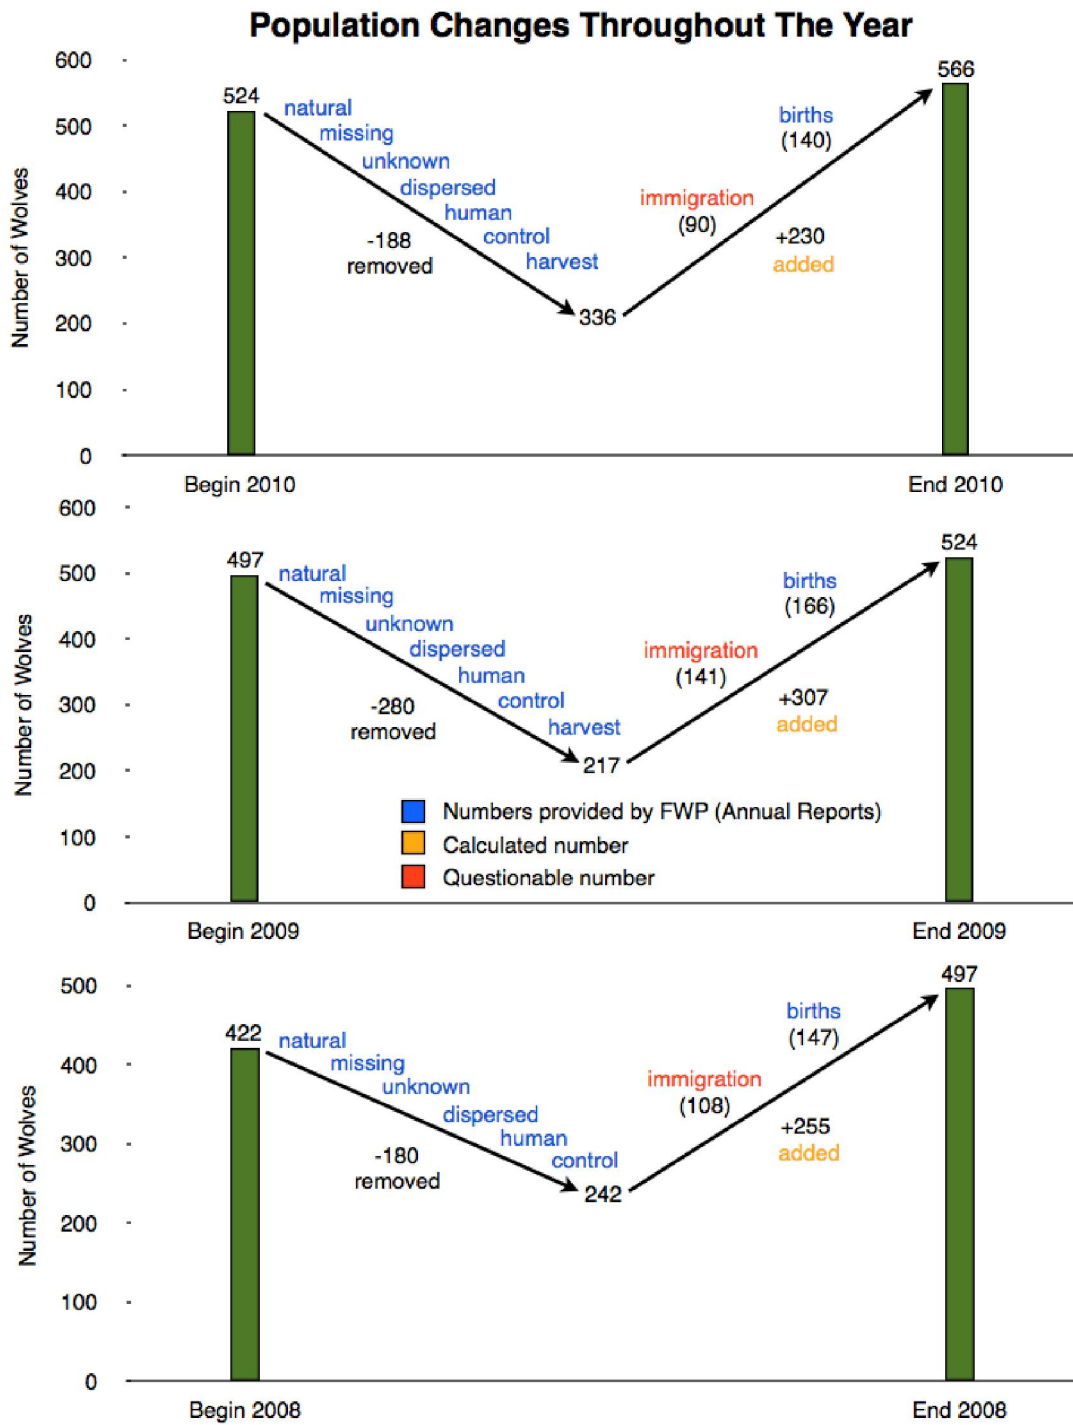 Population Changes Throughout The Year
Number of Wolves
600
500
400
300
200
100
0
524
natural
missing
unknown
dispersed
human
control
harvest
-188
removed
336
immigration
(90)
births
(140)
+230
added
566
Begin 2010
End 2010
Number of Wolves
600
500
400
300
200
100
0
497
natural
missing
unknown
dispersed
human
control
harvest
-280
removed
217
immigration
(141)
births
(166)
+307
added
524
Numbers provided by FWP (Annual Reports)
Calculated number
Questionable number
Begin 2009
End 2009
Number of Wolves
500
400
300
200
100
0
422
natural
missing
unknown
dispersed
human
control
-180
removed
242
immigration
(108)
births
(147)
+255
added
497
Begin 2008
End 2008